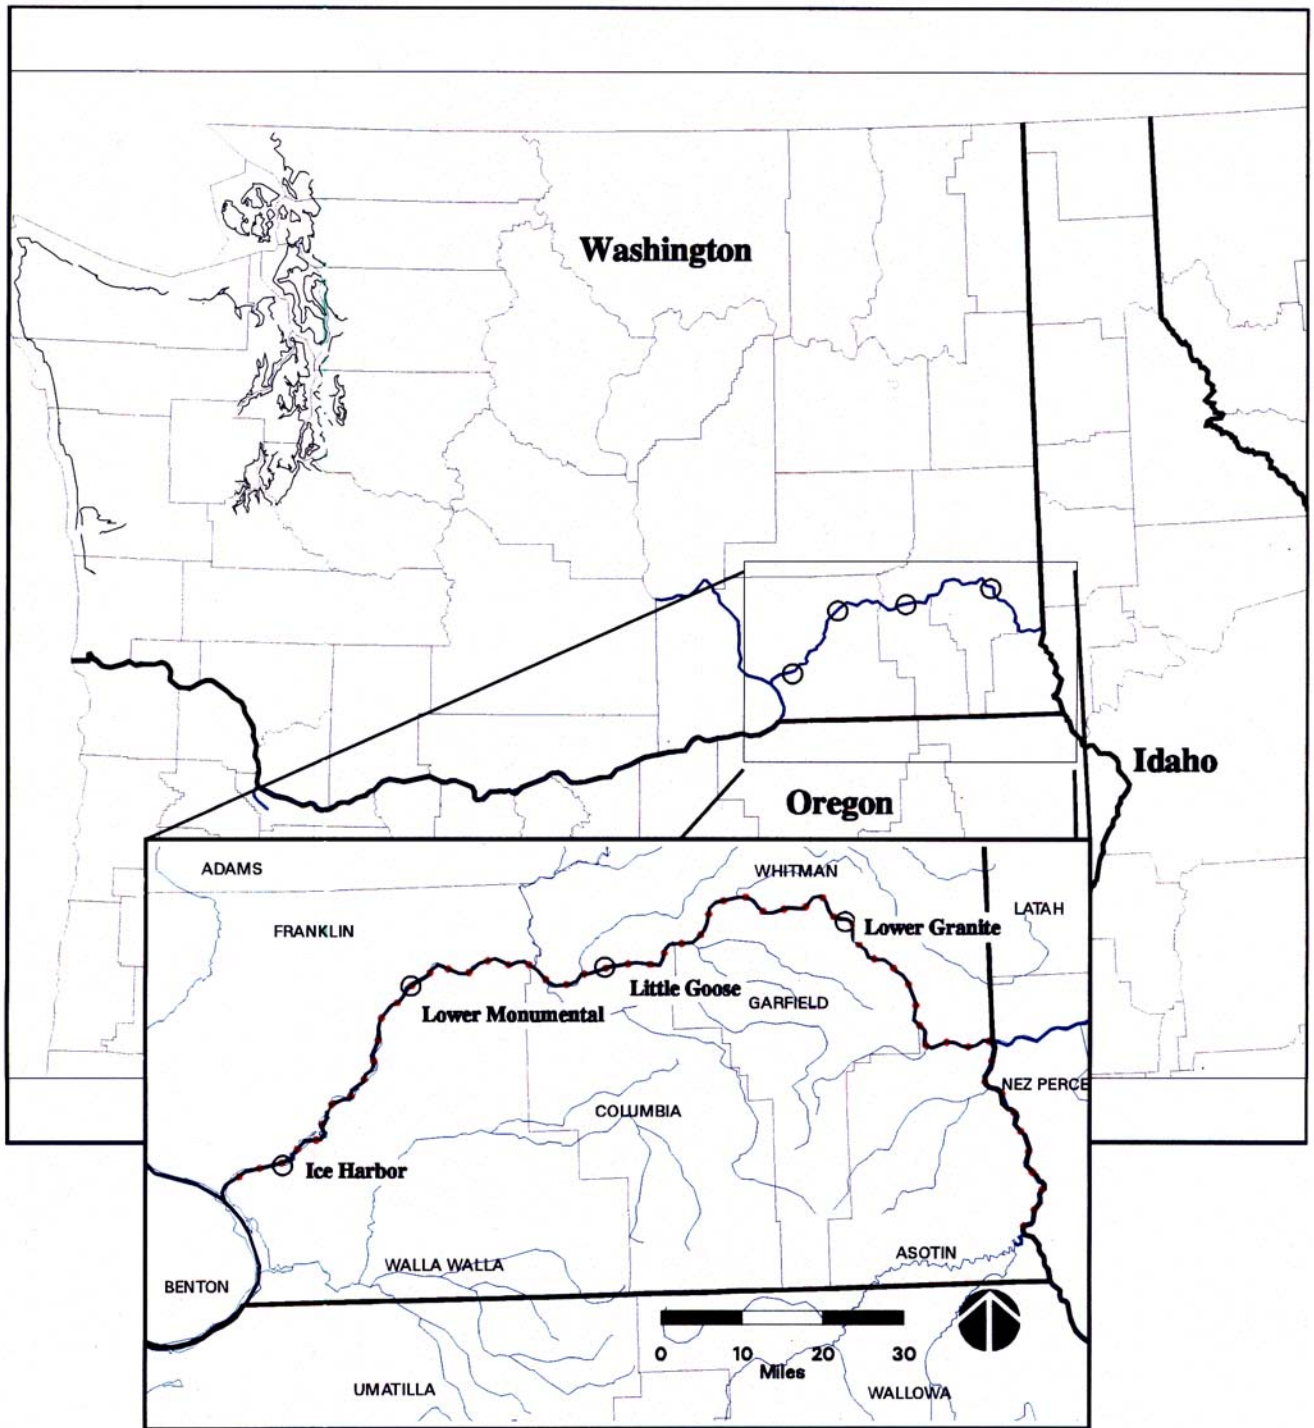 Washington
Idaho
Oregon
ADAMS
WHITMAN
LATAH
FRANKLIN
Lower Granite
Little Goose
GARFIELD
Lower Monumental
NEZ PERCE
COLUMBIA
Ice Harbor
ASOTIN
WALLA WALLA
BENTON
0 10 20 30
Miles
UMATILLA
WALLOWA